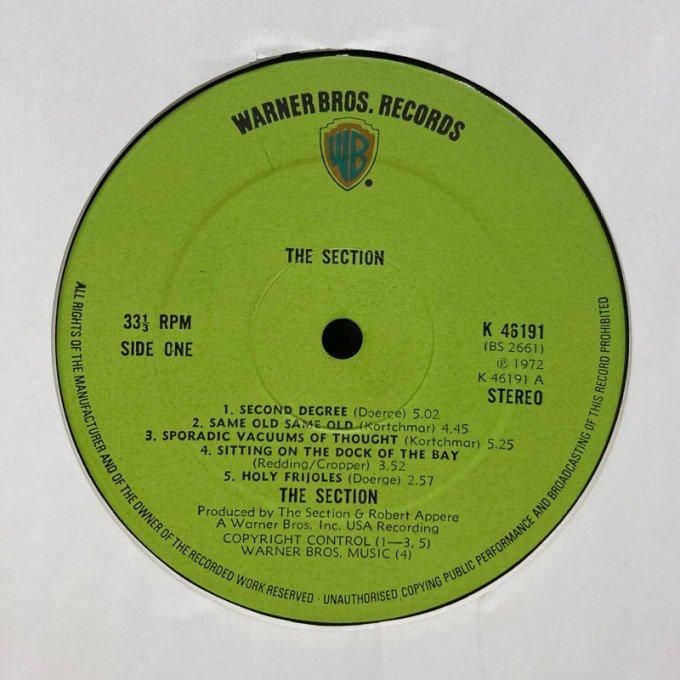 WARNER BROS. RECORDS
WB
THE SECTION
33⅓ RPM
SIDE ONE
K 46191
(BS 2661)
℗ 1972
K 46191 A
STEREO
1. SECOND DEGREE (Doerge) 5.02
2. SAME OLD SAME OLD (Kortchmar) 4.45
3. SPORADIC VACUUMS OF THOUGHT (Kortchmar) 5.25
4. SITTING ON THE DOCK OF THE BAY
(Redding/Cropper) 3.52
5. HOLY FRIJOLES (Doerge) 2.57
THE SECTION
Produced by The Section & Robert Appere
A Warner Bros. Inc. USA Recording
COPYRIGHT CONTROL (1—3, 5)
WARNER BROS. MUSIC (4)
ALL RIGHTS OF THE MANUFACTURER AND OF THE OWNER OF THE RECORDED WORK RESERVED · UNAUTHORISED COPYING PUBLIC PERFORMANCE AND BROADCASTING OF THIS RECORD PROHIBITED